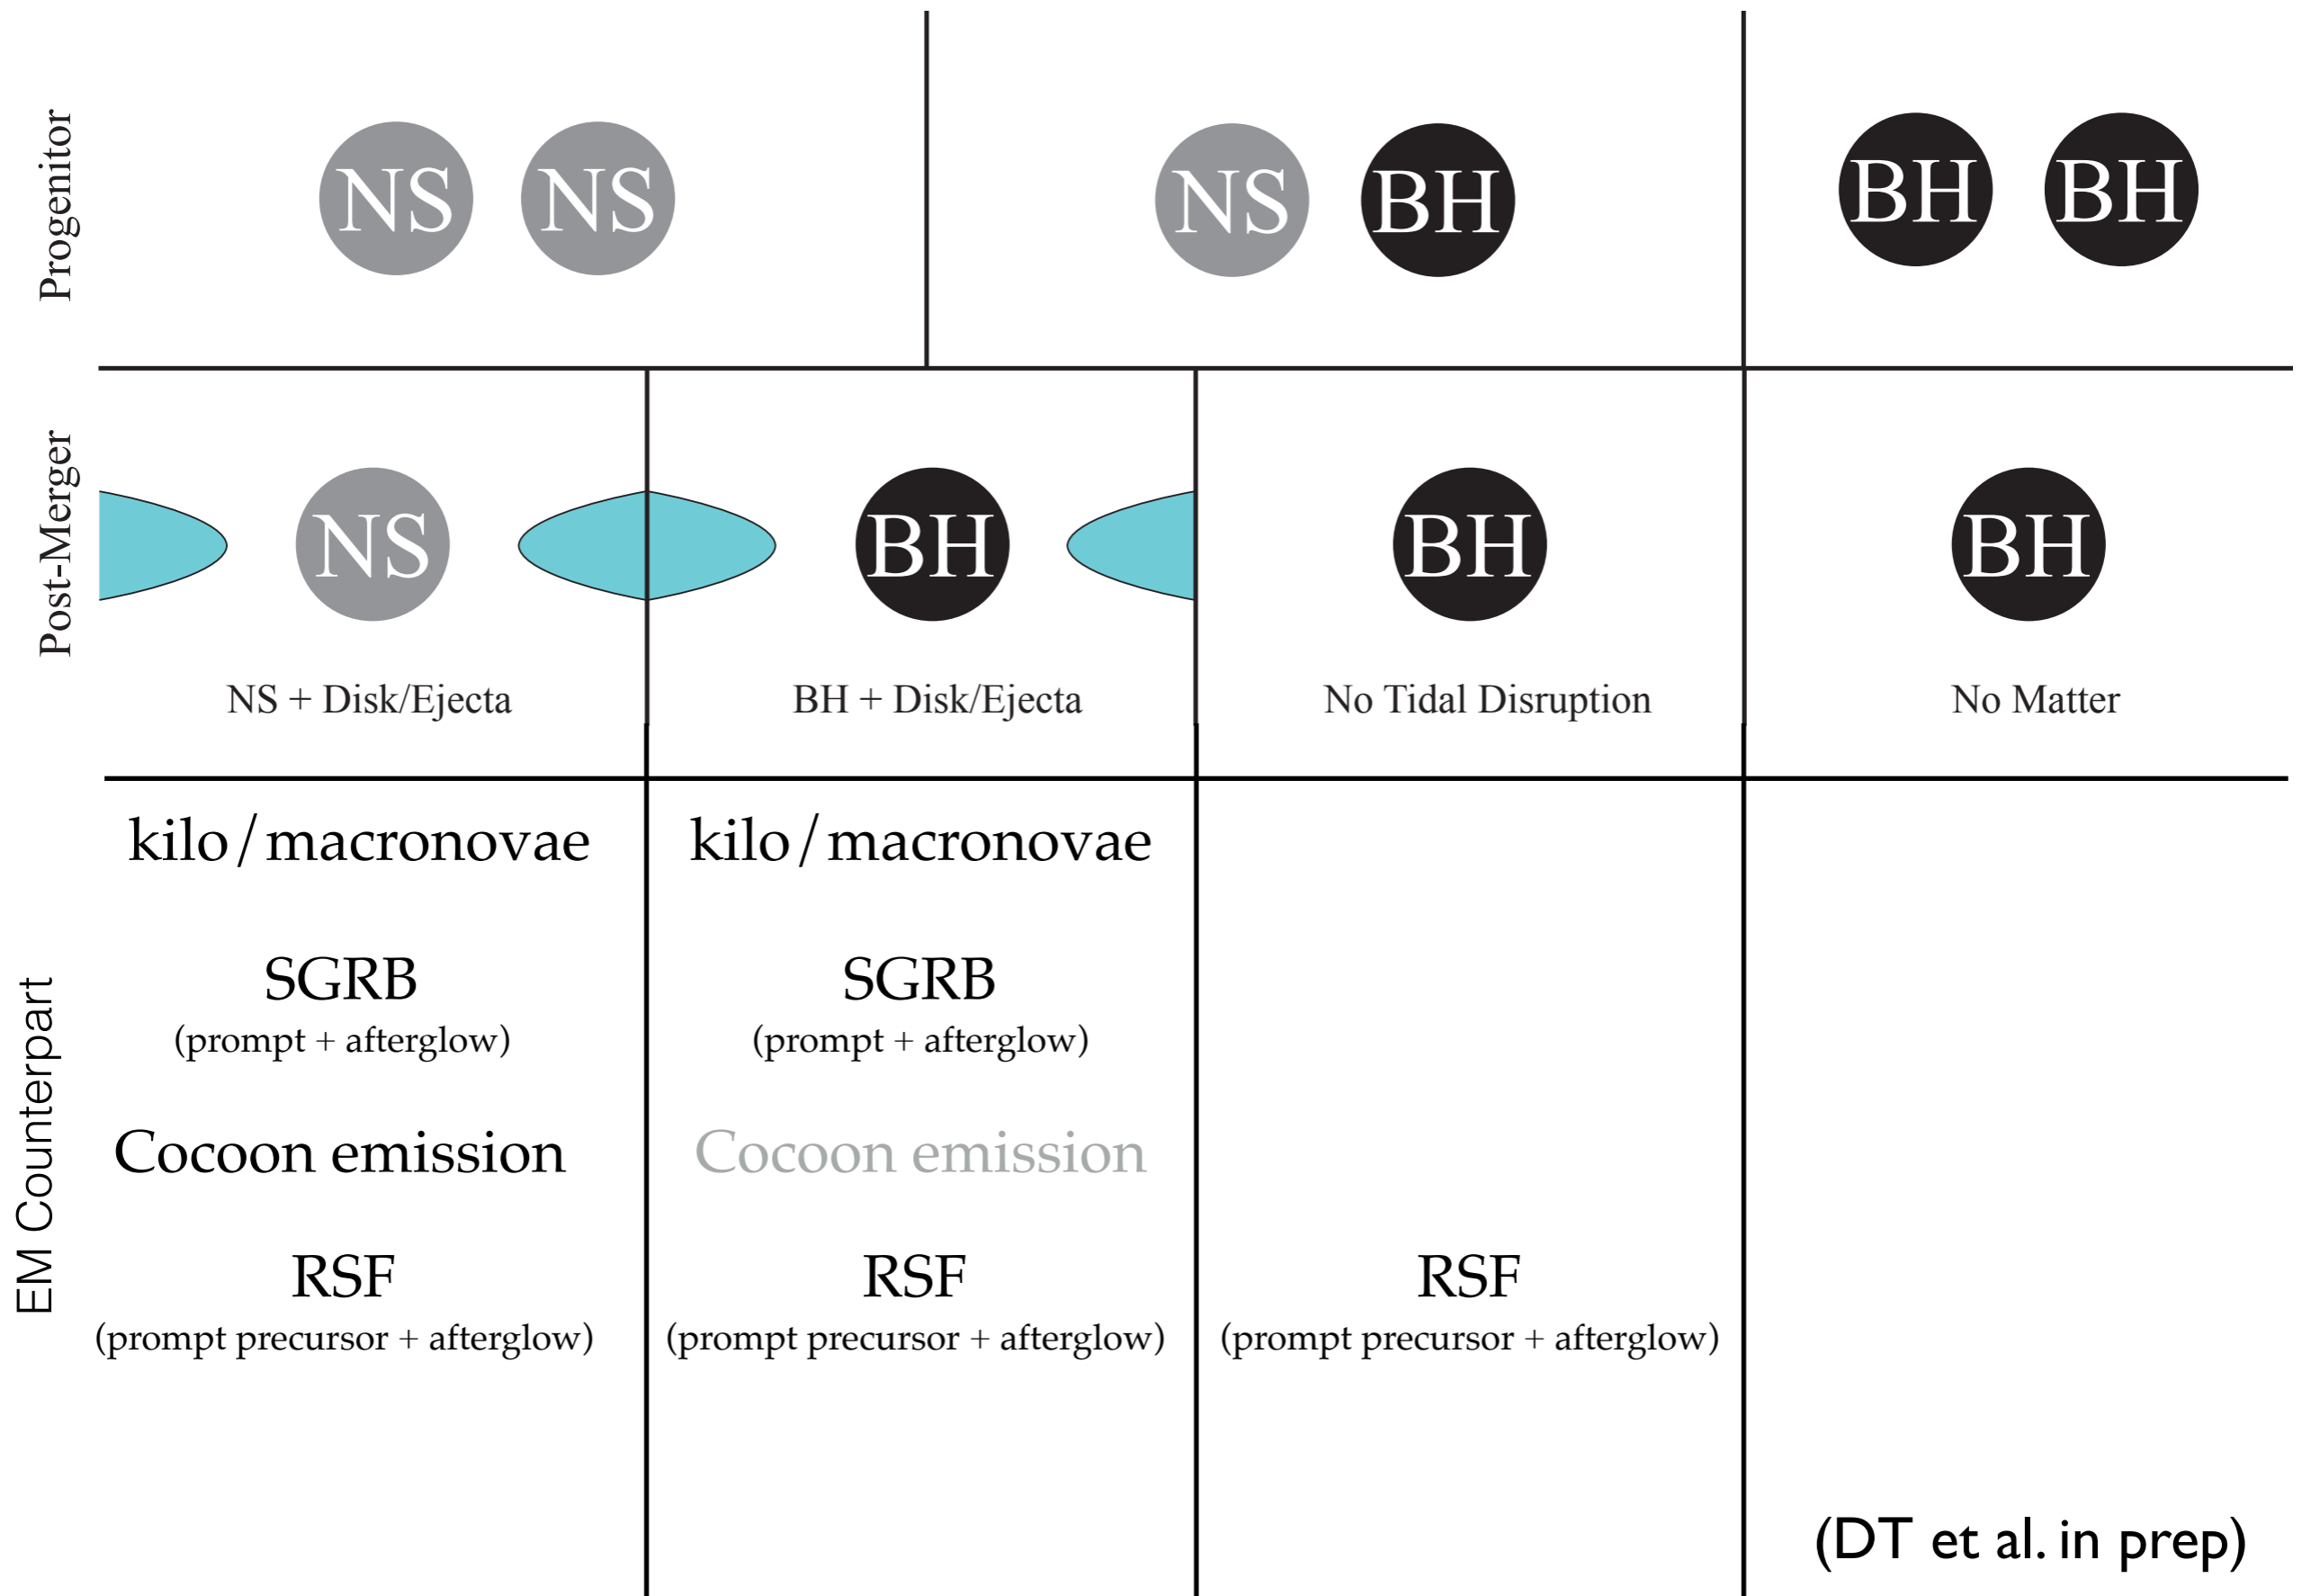 Progenitor
NS NS NS BH BH BH
Post-Merger
NS BH BH BH
NS + Disk/Ejecta BH + Disk/Ejecta No Tidal Disruption No Matter
EM Counterpart
kilo/macronovae kilo/macronovae
SGRB SGRB
(prompt + afterglow) (prompt + afterglow)
Cocoon emission Cocoon emission
RSF RSF RSF
(prompt precursor + afterglow) (prompt precursor + afterglow) (prompt precursor + afterglow)
(DT et al. in prep)